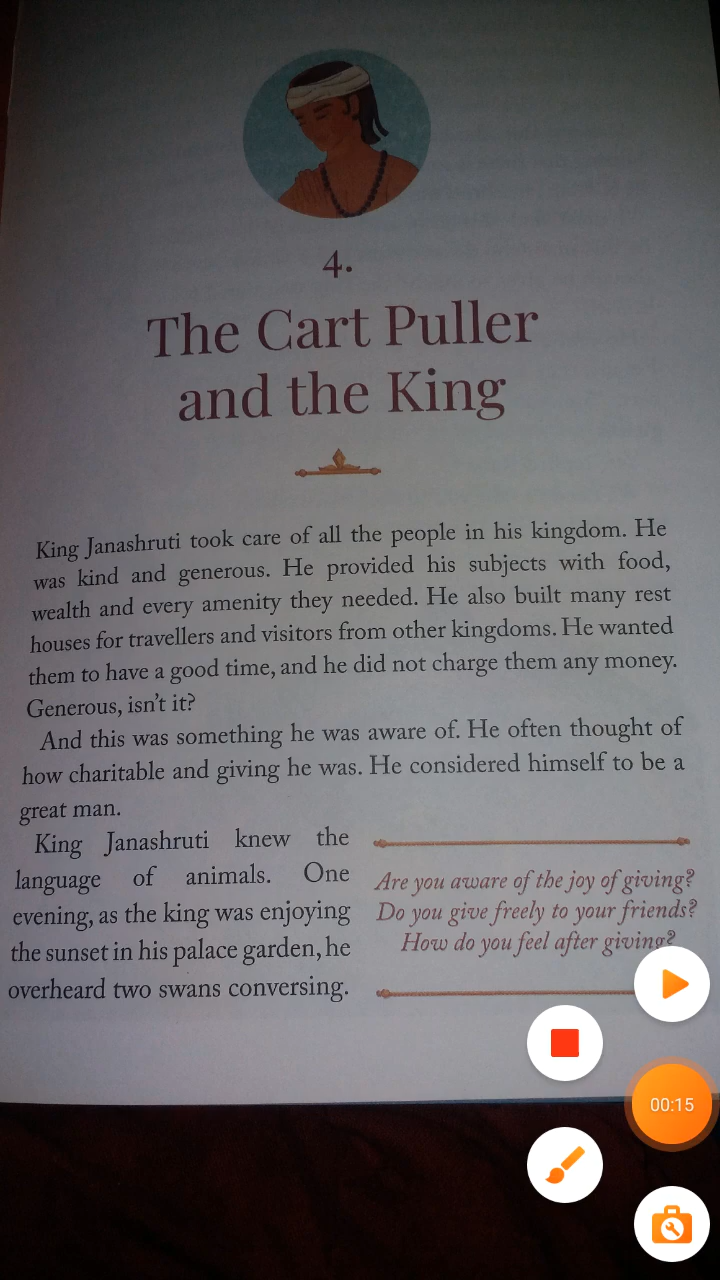 4.
The Cart Puller
and the King
King Janashruti took care of all the people in his kingdom. He
was kind and generous. He provided his subjects with food,
wealth and every amenity they needed. He also built many rest
houses for travellers and visitors from other kingdoms. He wanted
them to have a good time, and he did not charge them any money.
Generous, isn't it?
And this was something he was aware of. He often thought of
how charitable and giving he was. He considered himself to be a
great man.
King Janashruti knew the
language of animals. One
evening, as the king was enjoying
the sunset in his palace garden, he
overheard two swans conversing.
Are you aware of the joy of giving?
Do you give freely to your friends?
How do you feel after giving?
00:15